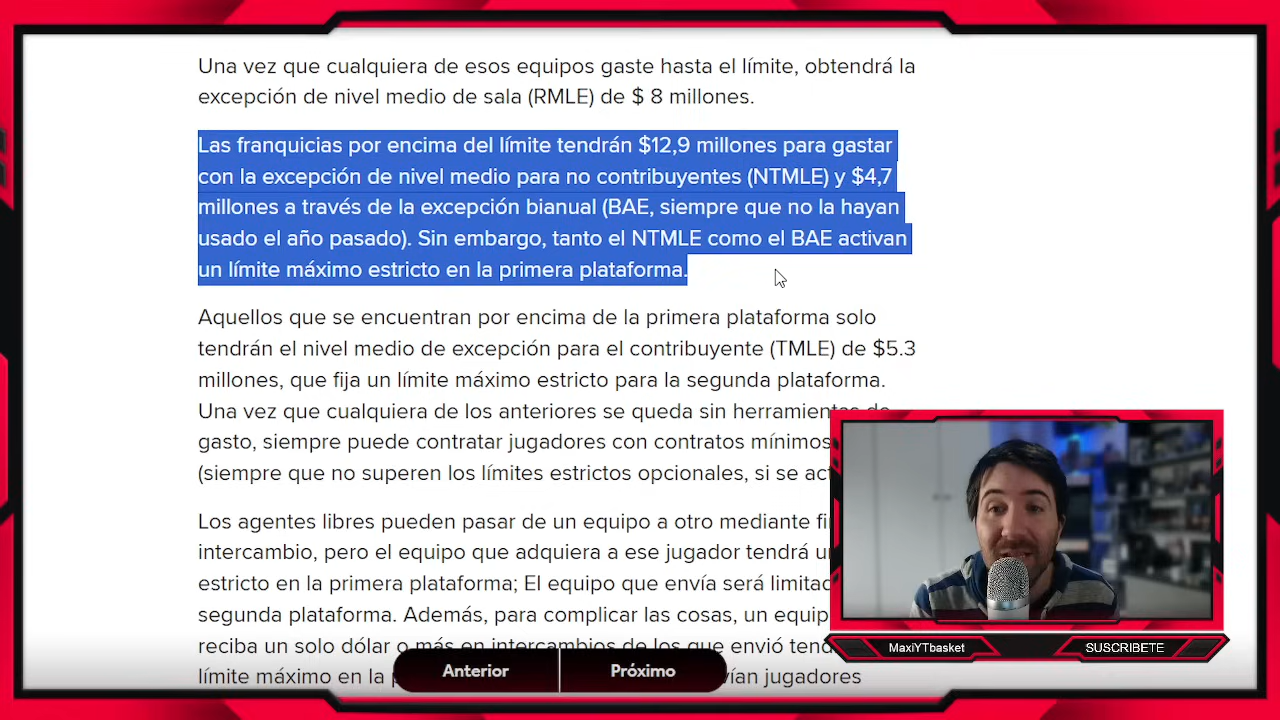 Una vez que cualquiera de esos equipos gaste hasta el límite, obtendrá la
excepción de nivel medio de sala (RMLE) de $ 8 millones.
Las franquicias por encima del límite tendrán $12,9 millones para gastar
con la excepción de nivel medio para no contribuyentes (NTMLE) y $4,7
millones a través de la excepción bianual (BAE, siempre que no la hayan
usado el año pasado). Sin embargo, tanto el NTMLE como el BAE activan
un límite máximo estricto en la primera plataforma.
Aquellos que se encuentran por encima de la primera plataforma solo
tendrán el nivel medio de excepción para el contribuyente (TMLE) de $5.3
millones, que fija un límite máximo estricto para la segunda plataforma.
Una vez que cualquiera de los anteriores se queda sin herramientas de
gasto, siempre puede contratar jugadores con contratos mínimos
(siempre que no superen los límites estrictos opcionales, si se
Los agentes libres pueden pasar de un equipo a otro mediante
intercambio, pero el equipo que adquiera a ese jugador tendrá
estricto en la primera plataforma; El equipo que envía será
segunda plataforma. Además, para complicar las cosas, un
reciba un solo dólar o más en intercambios de los que envió
límite máximo en la jugadores
Anterior
Próximo
MaxiYTbasket
SUSCRIBETE